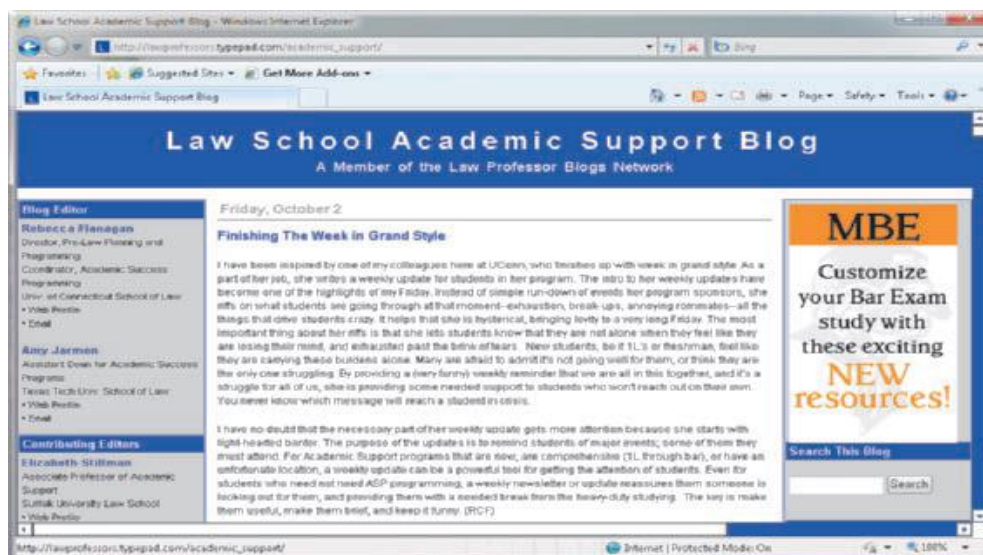 Law School Academic Support Blog - Windows Internet Explorer
http://lawprofessors.typepad.com/academic_support/
Bing
Favorites
Suggested Sites
Get More Add-ons
Law School Academic Support Blog
Page
Safety
Tools
Law School Academic Support Blog
A Member of the Law Professor Blogs Network
Blog Editor
Rebecca Flanagan
Director, Pre-Law Planning and
Programming
Coordinator, Academic Success
Programming
Univ. of Connecticut School of Law
• Web Profile
• Email
Amy Jarmon
Assistant Dean for Academic Success
Programs
Texas Tech Univ. School of Law
• Web Profile
• Email
Contributing Editors
Elizabeth Stillman
Associate Professor of Academic
Support
Suffolk University Law School
• Web Profile
Friday, October 2
Finishing The Week in Grand Style
I have been inspired by one of my colleagues here at UConn, who finishes up with week in grand style. As a
part of her job, she writes a weekly update for students in her program. The intro to her weekly updates have
become one of the highlights of my Friday. Instead of simple run-down of events her program sponsors, she
riffs on what students are going through at that moment--exhaustion, break-ups, annoying roommates--all the
things that drive students crazy. It helps that she is hysterical, bringing levity to a very long Friday. The most
important thing about her riffs is that she lets students know that they are not alone when they feel like they
are losing their mind, and exhausted past the brink of tears. New students, be it 1L's or freshman, feel like
they are carrying these burdens alone. Many are afraid to admit it's not going well for them, or think they are
the only one struggling. By providing a (very funny) weekly reminder that we are all in this together, and it's a
struggle for all of us, she is providing some needed support to students who won't reach out on their own.
You never know which message will reach a student in crisis.
I have no doubt that the necessary part of her weekly update gets more attention because she starts with
light-hearted banter. The purpose of the updates is to remind students of major events; some of them they
must attend. For Academic Support programs that are new, are comprehensive (1L through bar), or have an
unfortunate location, a weekly update can be a powerful tool for getting the attention of students. Even for
students who need not need ASP programming, a weekly newsletter or update reassures them someone is
looking out for them, and providing them with a needed break from the heavy-duty studying. The key is make
them useful, make them brief, and keep it funny. (RCF)
MBE
Customize
your Bar Exam
study with
these exciting
NEW
resources!
Search This Blog
Search
http://lawprofessors.typepad.com/academic_support/
Internet | Protected Mode: On
100%